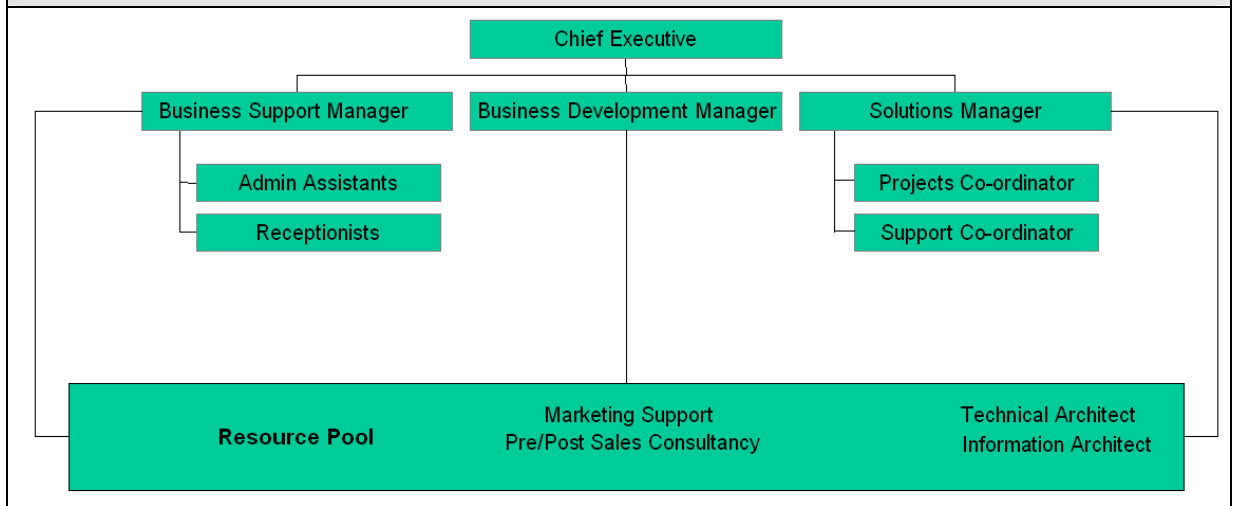 Chief Executive
Business Support Manager
Business Development Manager
Solutions Manager
Admin Assistants
Receptionists
Projects Co-ordinator
Support Co-ordinator
Resource Pool
Marketing Support
Pre/Post Sales Consultancy
Technical Architect
Information Architect